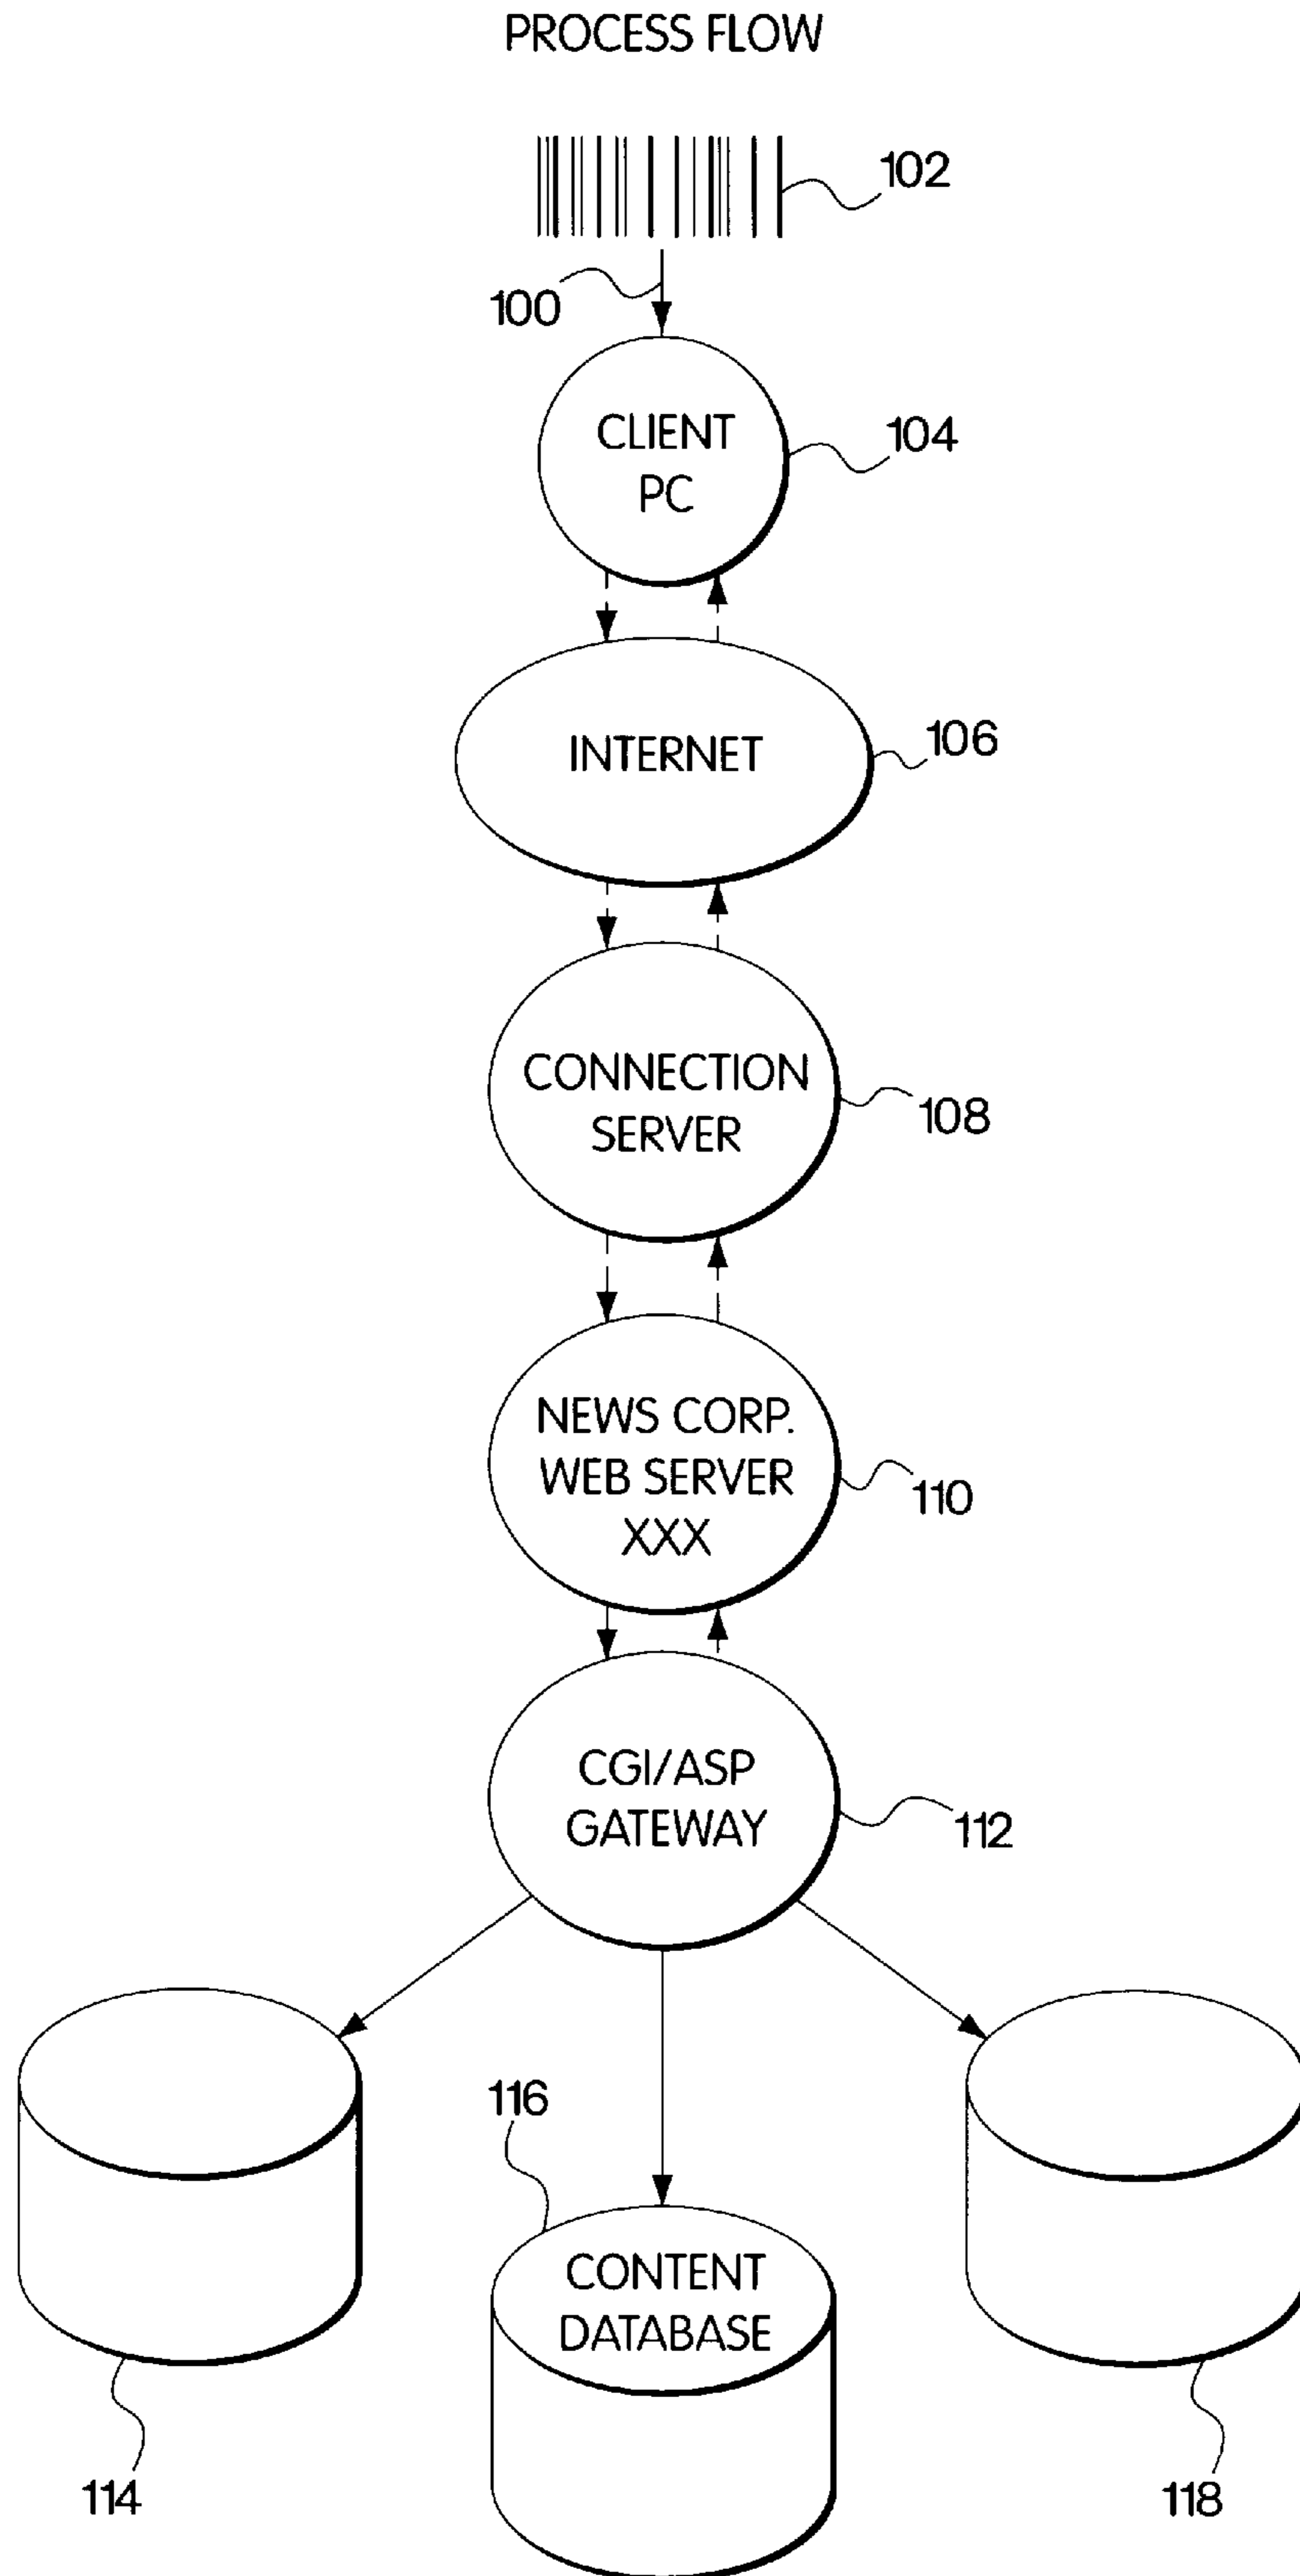 PROCESS FLOW
102
100
CLIENT
PC
104
INTERNET
106
CONNECTION
SERVER
108
NEWS CORP.
WEB SERVER
XXX
110
CGI/ASP
GATEWAY
112
116
CONTENT
DATABASE
114
118